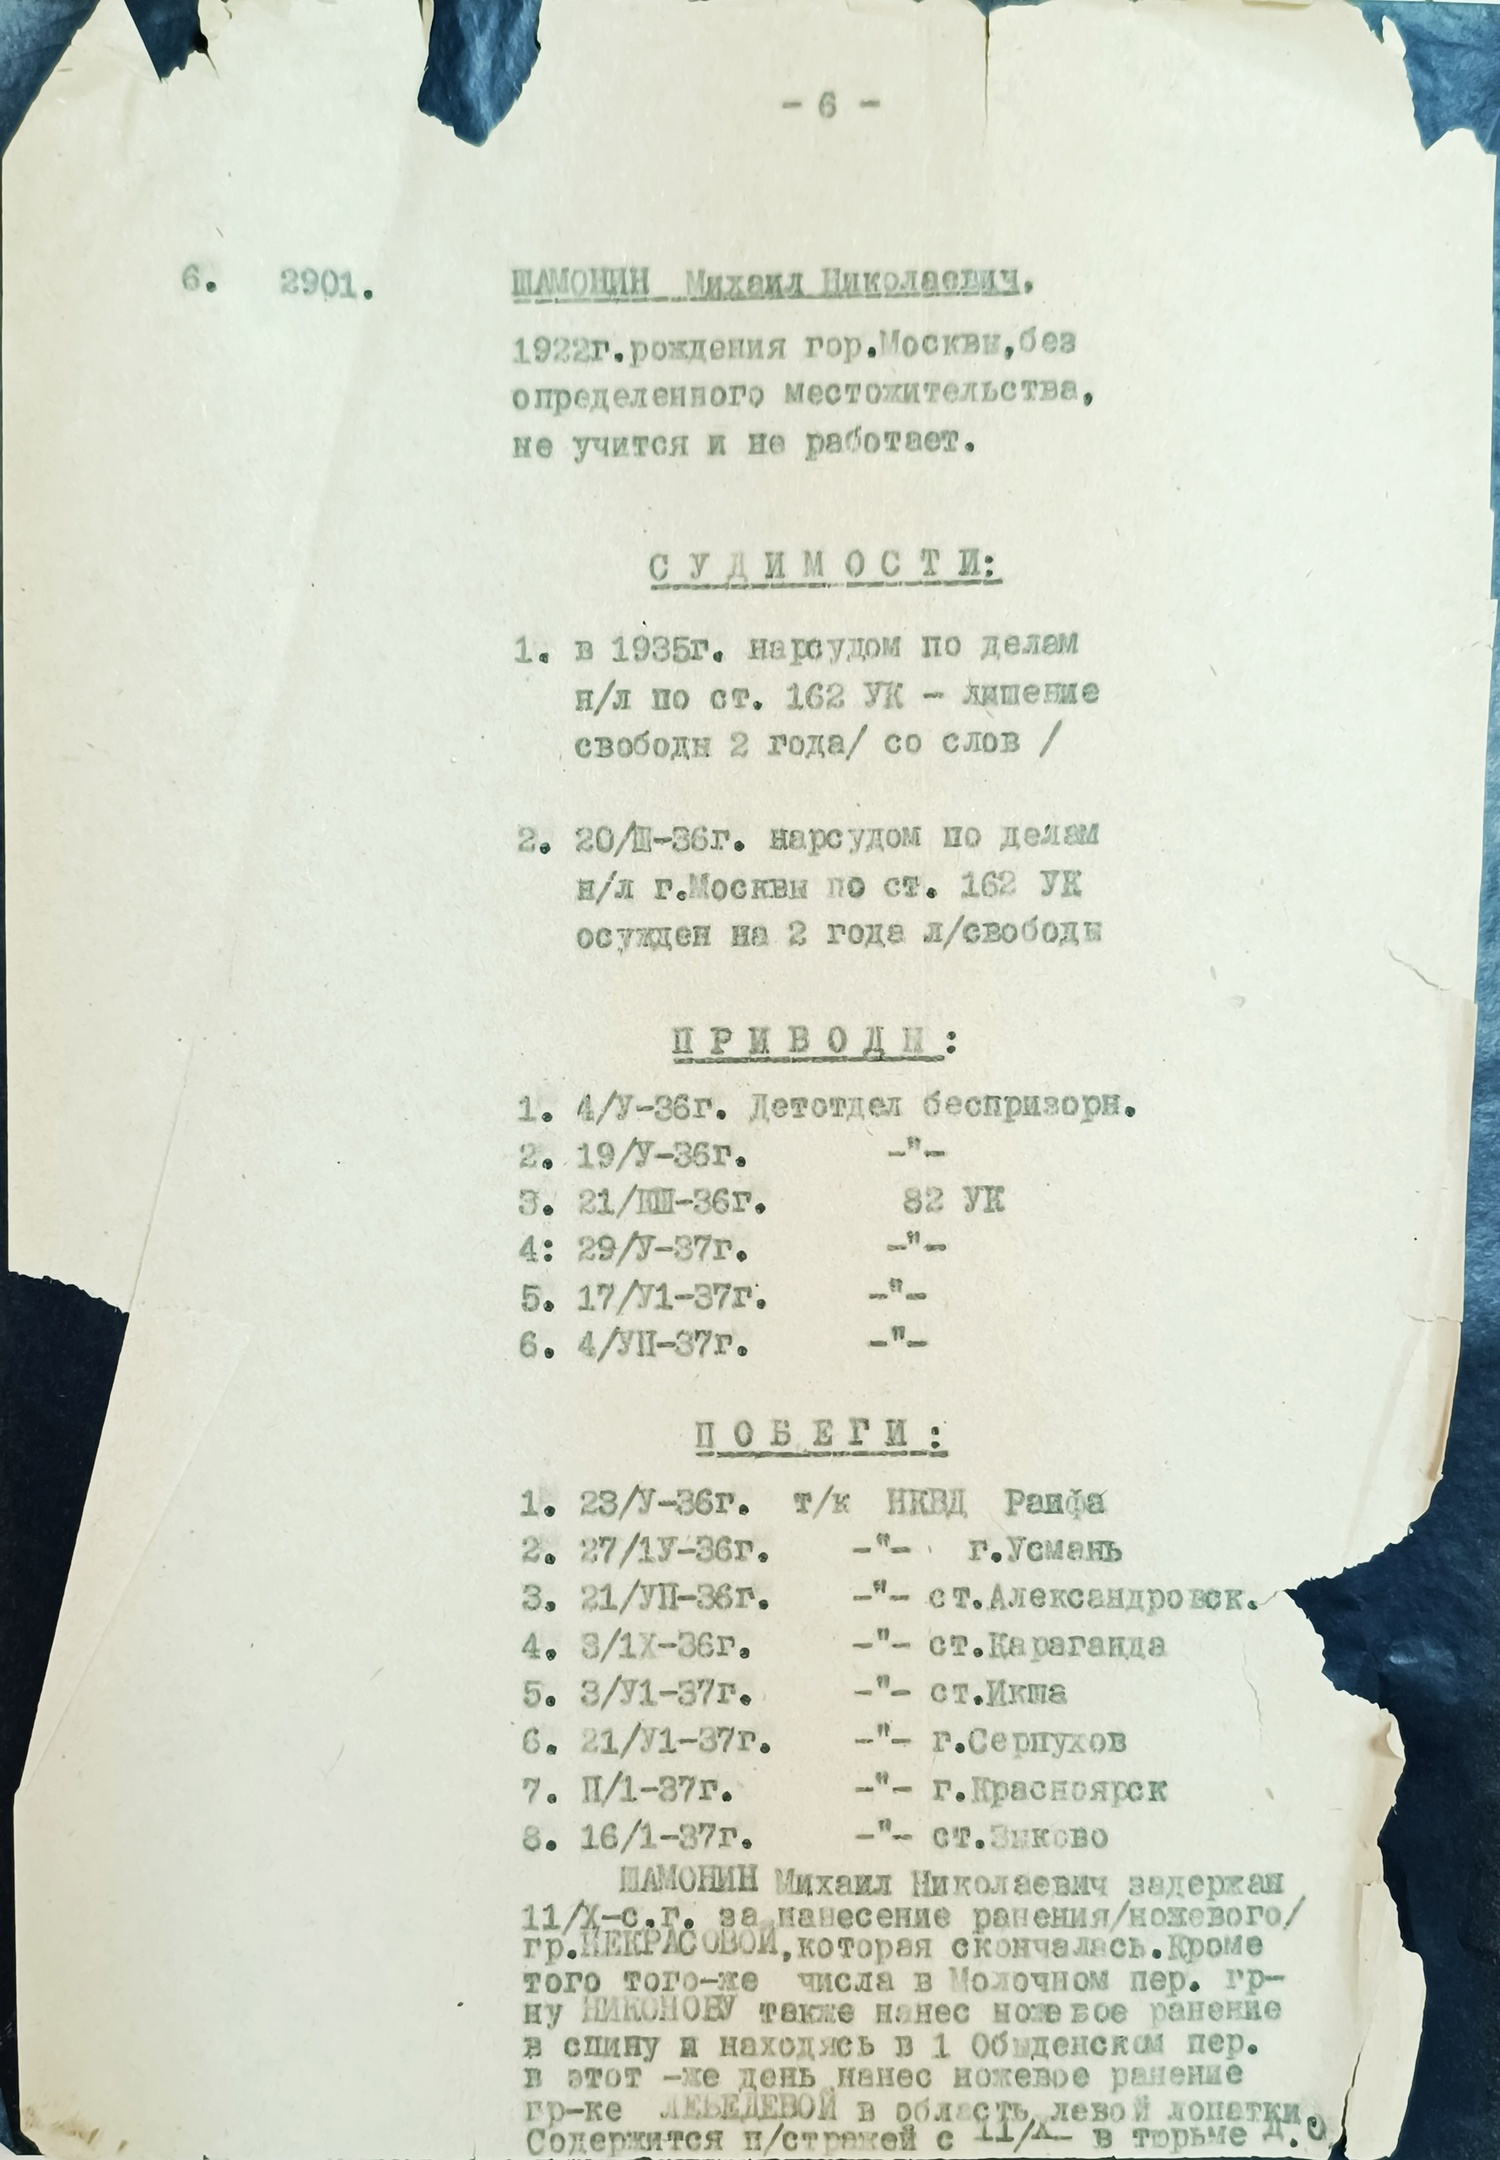 - 6 -
6. 2901. ШАМОНИН Михаил Николаевич.
1922г.рождения гор.Москвы,без
определенного местожительства,
не учится и не работает.
С У Д И М О С Т И:
1. в 1935г. нарсудом по делам
н/л по ст. 162 УК - лишение
свободы 2 года/ со слов /
2. 20/Ш-36г. нарсудом по делам
н/л г.Москвы по ст. 162 УК
осужден на 2 года л/свободы
П Р И В О Д Ы :
1. 4/У-36г. Детотдел беспризорн.
2. 19/У-36г. -"-
3. 21/ -36г. 82 УК
4: 29/У-37г. -"-
5. 17/У1-37г. -"-
6. 4/УП-37г. -"-
П О Б Е Г И :
1. 23/У-36г. т/к НКВД Раифа
2. 27/1У-36г. -"- г.Усмань
3. 21/УП-36г. -"- ст.Александровск.
4. 3/1Х-36г. -"- ст.Караганда
5. 3/У1-37г. -"- ст.Икша
6. 21/У1-37г. -"- г.Серпухов
7. П/1-37г. -"- г.Красноярск
8. 16/1-37г. -"- ст.Зыково
ШАМОНИН Михаил Николаевич задержан
11/Х-с.г. за нанесение ранения/ножевого/
гр.НЕКРАСОВОЙ,которая скончалась.Кроме
того того-же числа в Молочном пер. гр-
ну НИКОНОВУ также нанес ножевое ранение
в спину и находясь в 1 Обыденском пер.
в этот -же день нанес ножевое ранение
гр-ке ЛЕБЕДЕВОЙ в область левой лопатки.
Содержится п/стражей с 11/Х- в тюрьме Д.О.